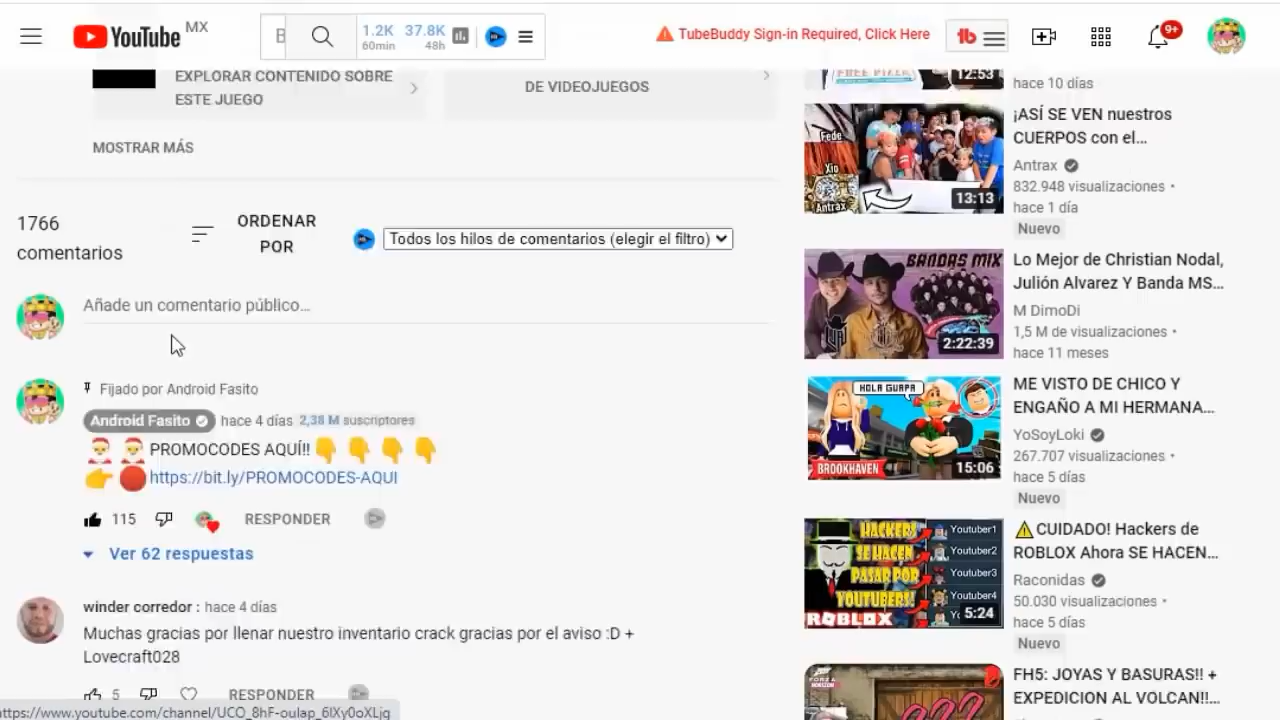 YouTube MX
1.2K 37.8K
60min 48h
TubeBuddy Sign-in Required, Click Here
9+
EXPLORAR CONTENIDO SOBRE
ESTE JUEGO
DE VIDEOJUEGOS
MOSTRAR MÁS
1766
comentarios
ORDENAR
POR
Todos los hilos de comentarios (elegir el filtro)
Añade un comentario público...
Fijado por Android Fasito
Android Fasito hace 4 días 2,38 M suscriptores
PROMOCODES AQUÍ!!
https://bit.ly/PROMOCODES-AQUI
115 RESPONDER
Ver 62 respuestas
winder corredor : hace 4 días
Muchas gracias por llenar nuestro inventario crack gracias por el aviso :D +
Lovecraft028
5 RESPONDER
https://www.youtube.com/channel/UCO_8hF-
FREE PIZZA
12:53
hace 10 días
Fede
Xio
Antrax
13:13
¡ASÍ SE VEN nuestros
CUERPOS con el...
Antrax
832.948 visualizaciones •
hace 1 día
Nuevo
BANDAS MIX
2:22:39
Lo Mejor de Christian Nodal,
Julión Alvarez Y Banda MS...
M DimoDi
1,5 M de visualizaciones •
hace 11 meses
HOLA GUAPA
BROOKHAVEN
15:06
ME VISTO DE CHICO Y
ENGAÑO A MI HERMANA...
YoSoyLoki
267.707 visualizaciones •
hace 5 días
Nuevo
HACKERS
SE HACEN
PASAR POR
YOUTUBERS!
ROBLOX
Youtuber1
Youtuber2
Youtuber3
Youtuber4
5:24
CUIDADO! Hackers de
ROBLOX Ahora SE HACEN...
Raconidas
50.030 visualizaciones •
hace 5 días
Nuevo
FORZA
HORIZON
FH5: JOYAS Y BASURAS!! +
EXPEDICION AL VOLCAN!!...